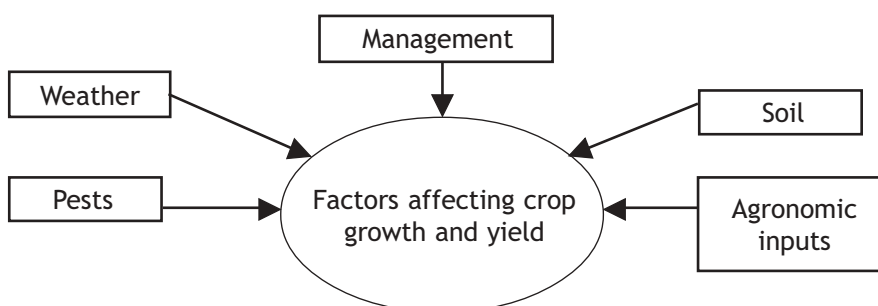 Management
Weather
Soil
Pests
Factors affecting crop
growth and yield
Agronomic
inputs